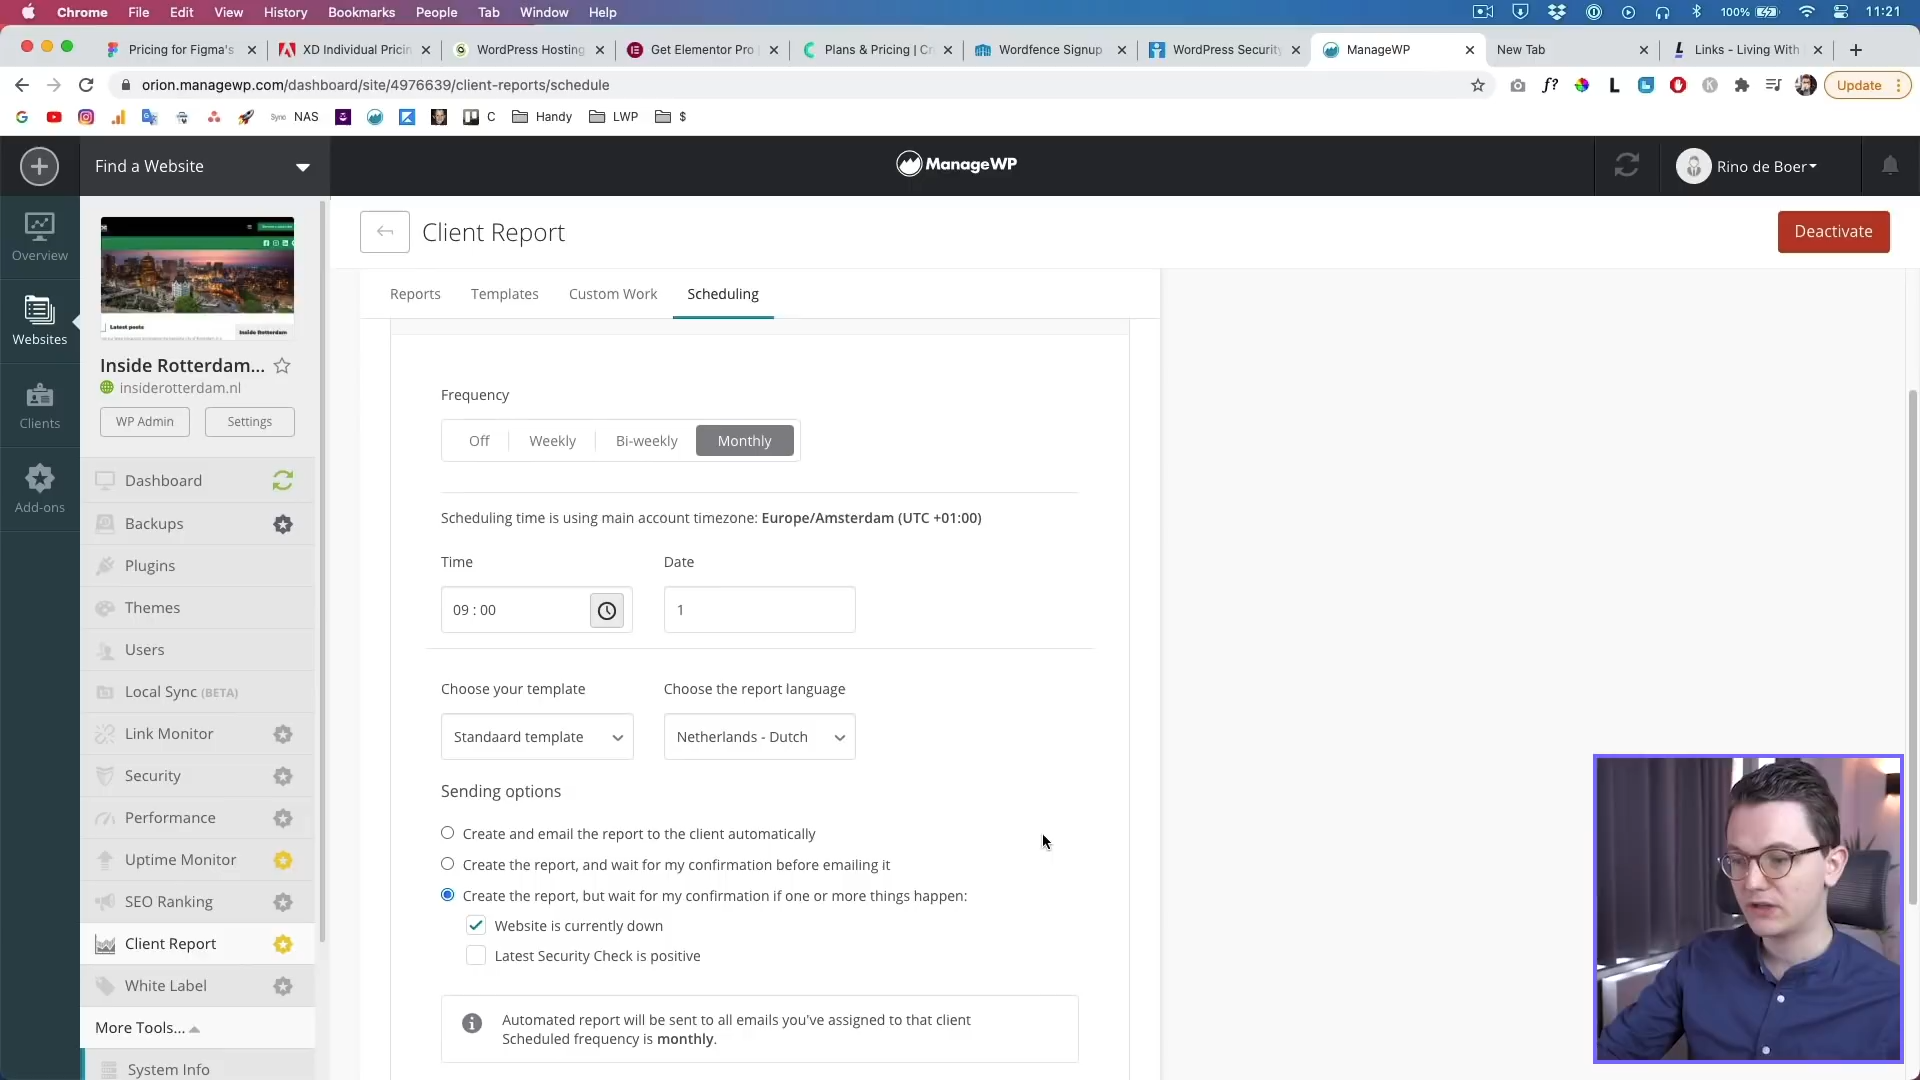 Chrome File Edit View History Bookmarks People Tab Window Help 100% 11:21
Pricing for Figma's XD Individual Pricin WordPress Hosting Get Elementor Pro Plans & Pricing | Cr Wordfence Signup WordPress Security ManageWP New Tab Links - Living With
orion.managewp.com/dashboard/site/4976639/client-reports/schedule f? L K Update
Sync NAS C Handy LWP $
Find a Website ManageWP Rino de Boer
Overview
Websites
Clients
Add-ons
Latest posts
Inside Rotterdam
Inside Rotterdam...
insiderotterdam.nl
WP Admin Settings
Dashboard
Backups
Plugins
Themes
Users
Local Sync (BETA)
Link Monitor
Security
Performance
Uptime Monitor
SEO Ranking
Client Report
White Label
More Tools...
System Info
Client Report Deactivate
Reports Templates Custom Work Scheduling
Frequency
Off Weekly Bi-weekly Monthly
Scheduling time is using main account timezone: Europe/Amsterdam (UTC +01:00)
Time Date
09 : 00 1
Choose your template Choose the report language
Standaard template Netherlands - Dutch
Sending options
Create and email the report to the client automatically
Create the report, and wait for my confirmation before emailing it
Create the report, but wait for my confirmation if one or more things happen:
Website is currently down
Latest Security Check is positive
Automated report will be sent to all emails you've assigned to that client
Scheduled frequency is monthly.